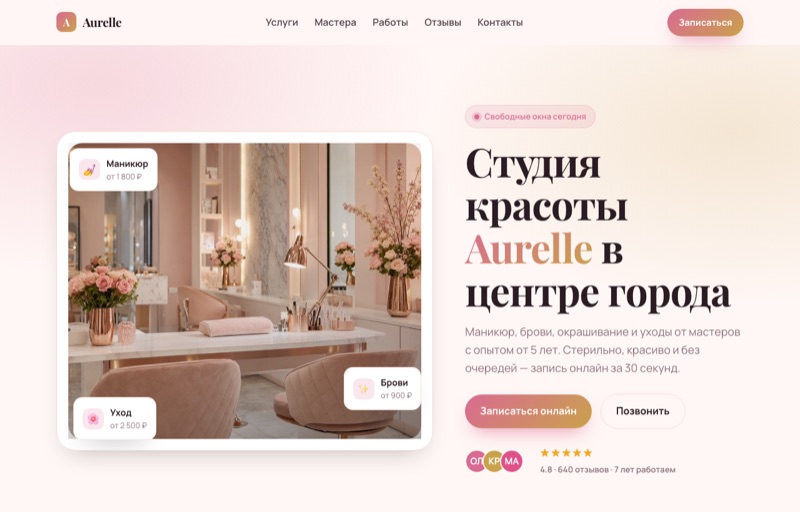 A Aurelle
Услуги Мастера Работы Отзывы Контакты
Записаться
Маникюр
от 1 800 ₽
Брови
от 900 ₽
Уход
от 2 500 ₽
Свободные окна сегодня
Студия
красоты
Aurelle в
центре города
Маникюр, брови, окрашивание и уходы от мастеров
с опытом от 5 лет. Стерильно, красиво и без
очередей — запись онлайн за 30 секунд.
Записаться онлайн
Позвонить
ОЛ КР МА
★★★★★
4.8 · 640 отзывов · 7 лет работаем